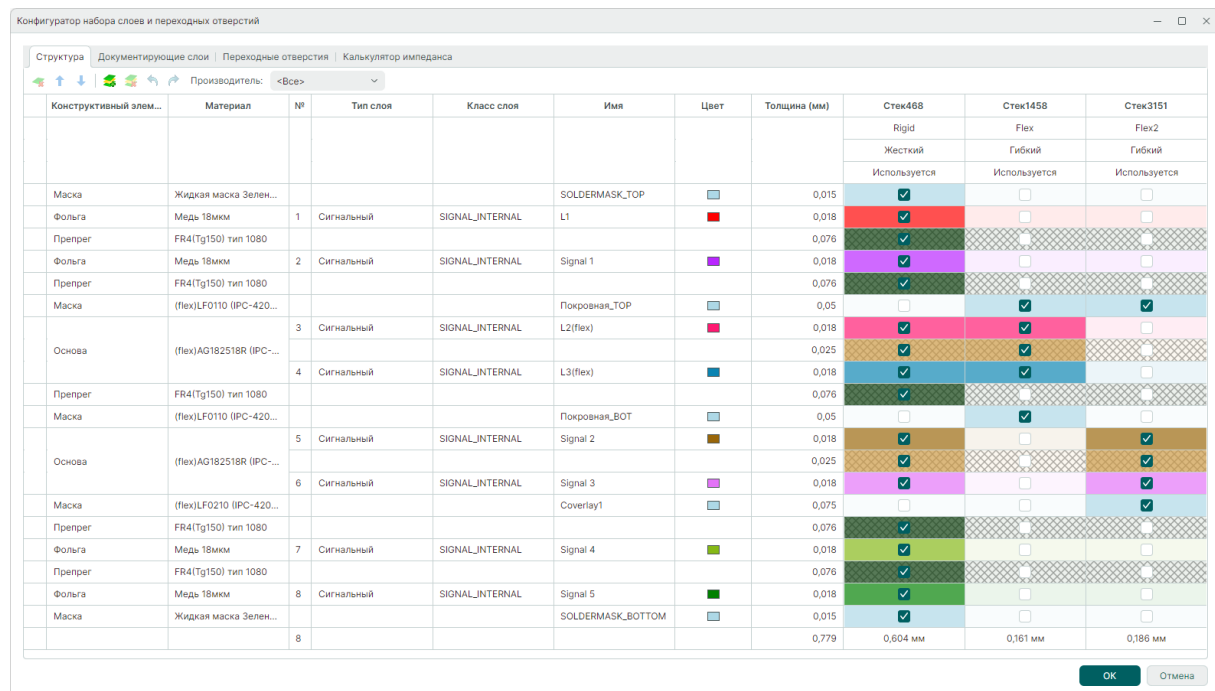 Конфигуратор набора слоев и переходных отверстий
Структура Документирующие слои Переходные отверстия Калькулятор импеданса
Производитель: <Все>
Конструктивный элем... Материал № Тип слоя Класс слоя Имя Цвет Толщина (мм) Стек468 Стек1458 Стек3151
Rigid Flex Flex2
Жесткий Гибкий Гибкий
Используется Используется Используется
Маска Жидкая маска Зелен... SOLDERMASK_TOP 0,015
Фольга Медь 18мкм 1 Сигнальный SIGNAL_INTERNAL L1 0,018
Препрег FR4(Tg150) тип 1080 0,076
Фольга Медь 18мкм 2 Сигнальный SIGNAL_INTERNAL Signal 1 0,018
Препрег FR4(Tg150) тип 1080 0,076
Маска (flex)LF0110 (IPC-420... Покровная_TOP 0,05
3 Сигнальный SIGNAL_INTERNAL L2(flex) 0,018
Основа (flex)AG182518R (IPC-... 0,025
4 Сигнальный SIGNAL_INTERNAL L3(flex) 0,018
Препрег FR4(Tg150) тип 1080 0,076
Маска (flex)LF0110 (IPC-420... Покровная_BOT 0,05
5 Сигнальный SIGNAL_INTERNAL Signal 2 0,018
Основа (flex)AG182518R (IPC-... 0,025
6 Сигнальный SIGNAL_INTERNAL Signal 3 0,018
Маска (flex)LF0210 (IPC-420... Coverlay1 0,075
Препрег FR4(Tg150) тип 1080 0,076
Фольга Медь 18мкм 7 Сигнальный SIGNAL_INTERNAL Signal 4 0,018
Препрег FR4(Tg150) тип 1080 0,076
Фольга Медь 18мкм 8 Сигнальный SIGNAL_INTERNAL Signal 5 0,018
Маска Жидкая маска Зелен... SOLDERMASK_BOTTOM 0,015
8 0,779 0,604 мм 0,161 мм 0,186 мм
ОК Отмена